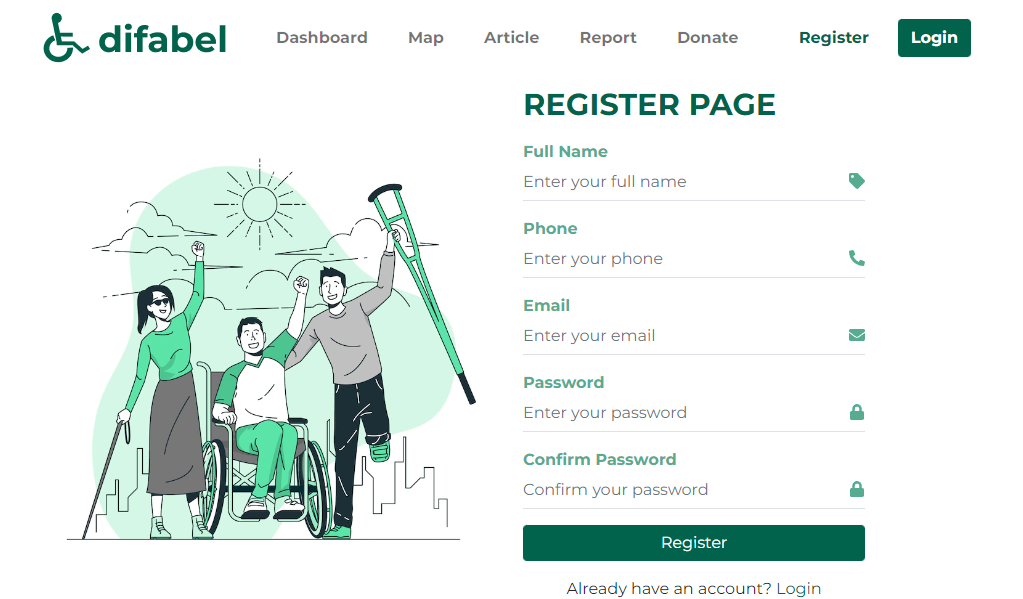 difabel Dashboard Map Article Report Donate Register Login
REGISTER PAGE
Full Name
Enter your full name
Phone
Enter your phone
Email
Enter your email
Password
Enter your password
Confirm Password
Confirm your password
Register
Already have an account? Login